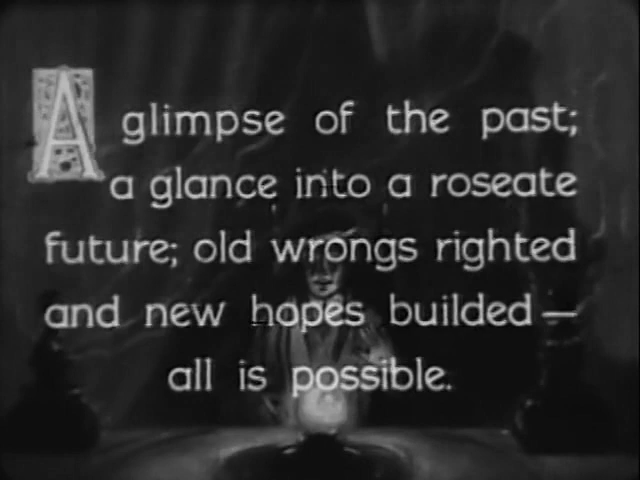 A glimpse of the past;
a glance into a roseate
future; old wrongs righted
and new hopes builded—
all is possible.